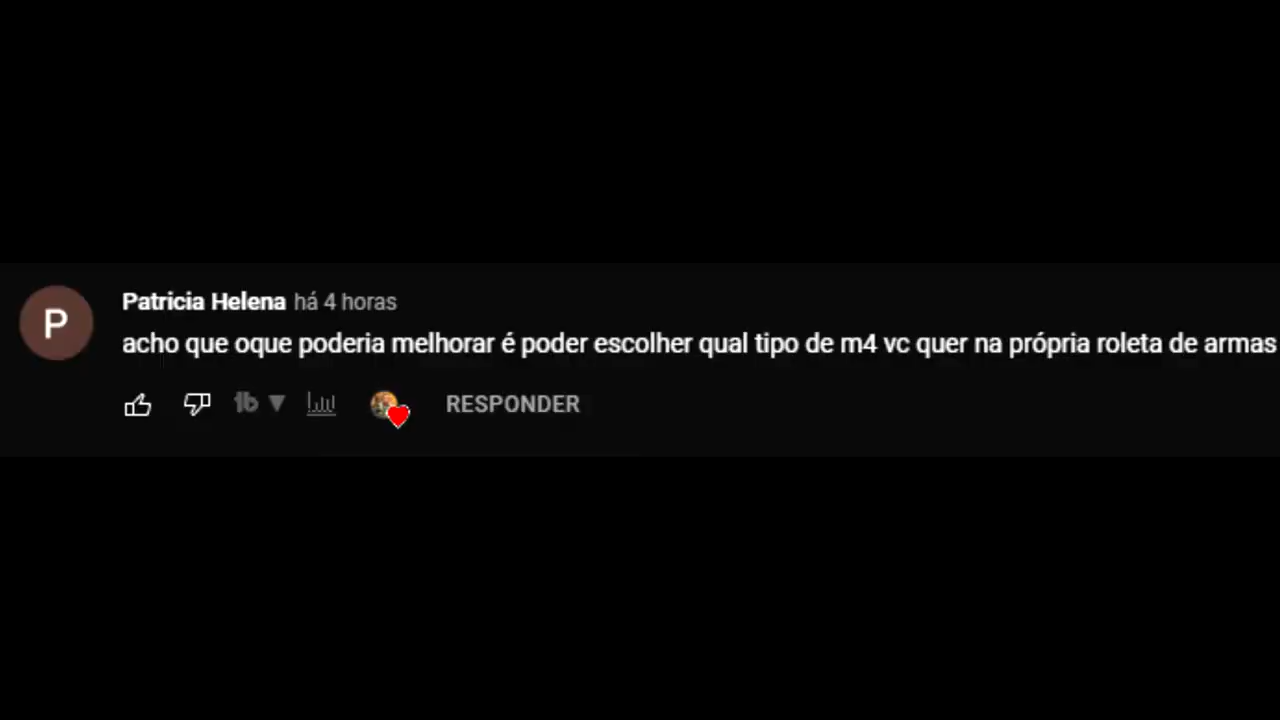 P
Patricia Helena há 4 horas
acho que oque poderia melhorar é poder escolher qual tipo de m4 vc quer na própria roleta de armas
tb RESPONDER